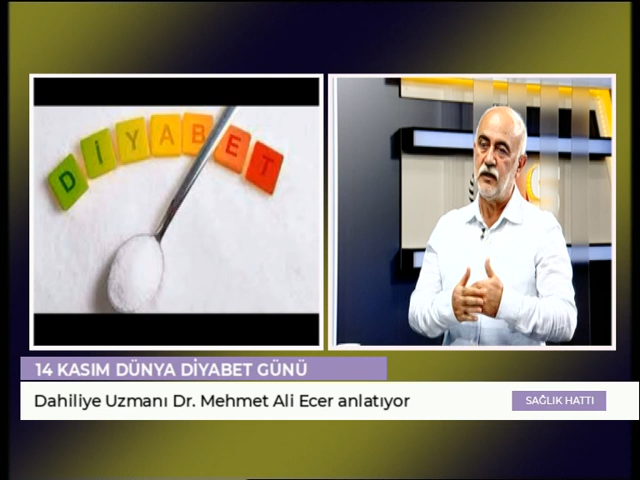 DİYABET
14 KASIM DÜNYA DİYABET GÜNÜ
Dahiliye Uzmanı Dr. Mehmet Ali Ecer anlatıyor
SAĞLIK HATTI